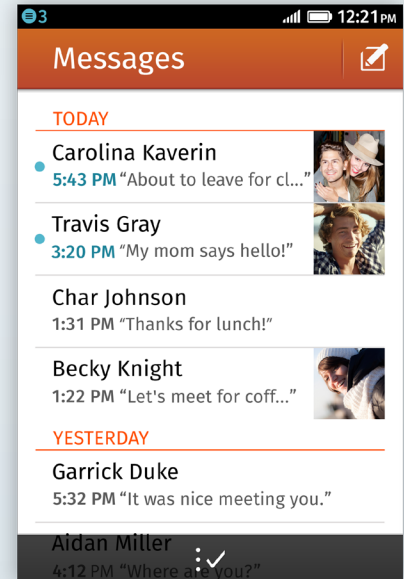 3
12:21 PM
Messages
TODAY
Carolina Kaverin
5:43 PM “About to leave for cl...”
Travis Gray
3:20 PM “My mom says hello!”
Char Johnson
1:31 PM “Thanks for lunch!”
Becky Knight
1:22 PM “Let's meet for coff...”
YESTERDAY
Garrick Duke
5:32 PM “It was nice meeting you.”
Aidan Miller
4:12 PM “Where are you?”